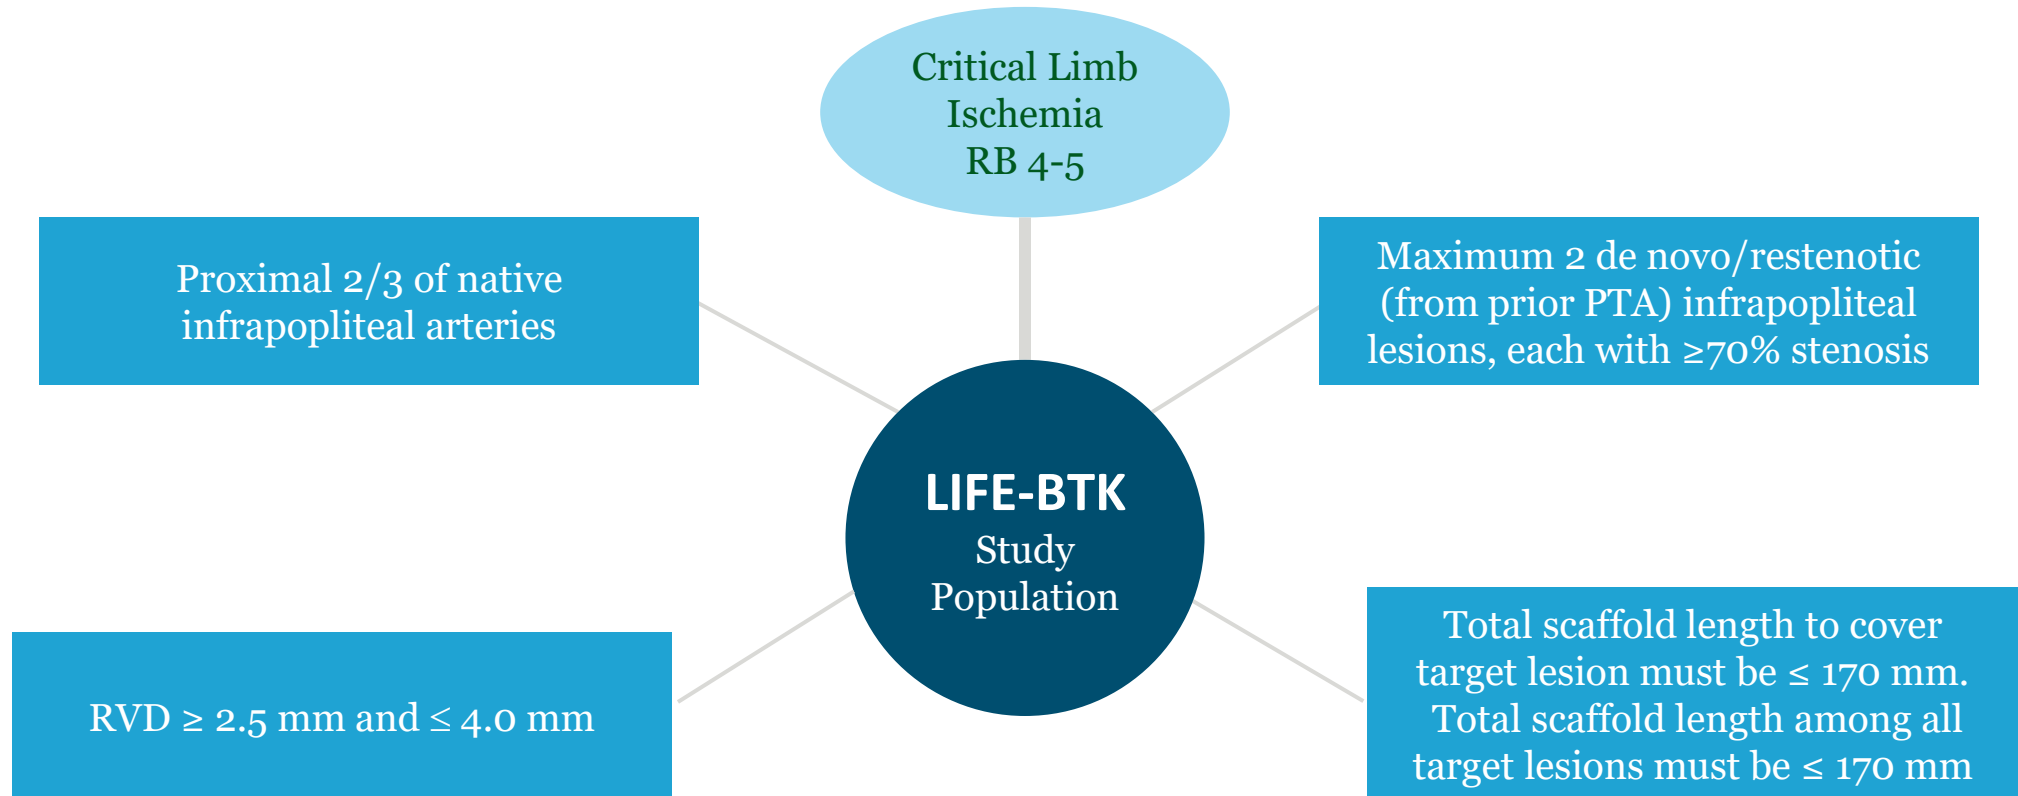 Critical Limb
Ischemia
RB 4-5
Proximal 2/3 of native
infrapopliteal arteries
Maximum 2 de novo/restenotic
(from prior PTA) infrapopliteal
lesions, each with ≥70% stenosis
LIFE-BTK
Study
Population
RVD ≥ 2.5 mm and ≤ 4.0 mm
Total scaffold length to cover
target lesion must be ≤ 170 mm.
Total scaffold length among all
target lesions must be ≤ 170 mm